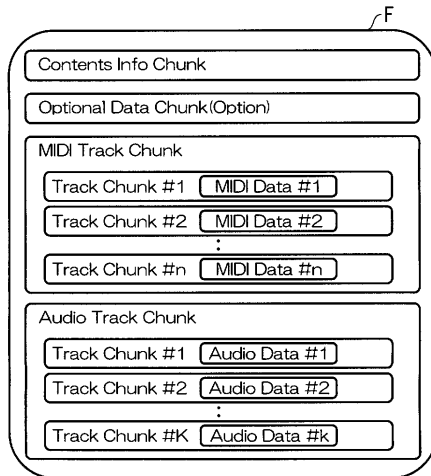 F
Contents Info Chunk
Optional Data Chunk(Option)
MIDI Track Chunk
Track Chunk #1 MIDI Data #1
Track Chunk #2 MIDI Data #2
:
Track Chunk #n MIDI Data #n
Audio Track Chunk
Track Chunk #1 Audio Data #1
Track Chunk #2 Audio Data #2
:
Track Chunk #K Audio Data #k